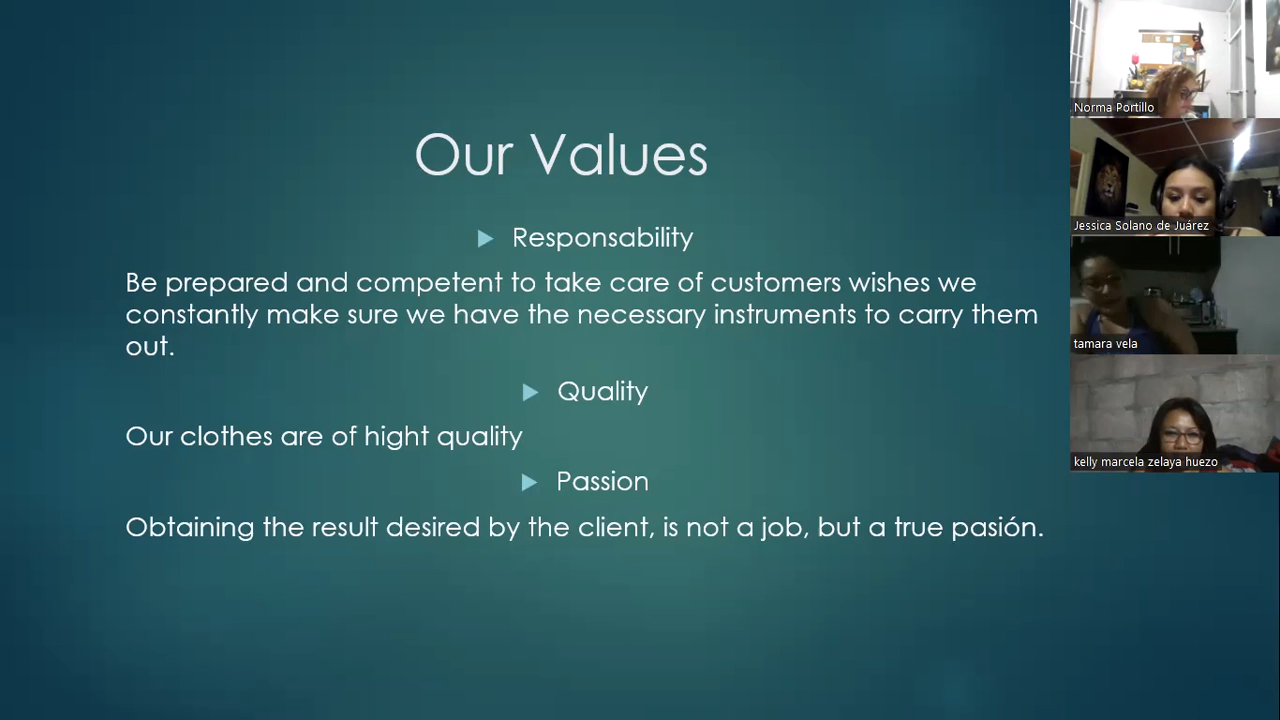 Our Values
Responsability
Be prepared and competent to take care of customers wishes we
constantly make sure we have the necessary instruments to carry them
out.
Quality
Our clothes are of hight quality
Passion
Obtaining the result desired by the client, is not a job, but a true pasión.
Norma Portillo
Jessica Solano de Juárez
tamara vela
kelly marcela zelaya huezo